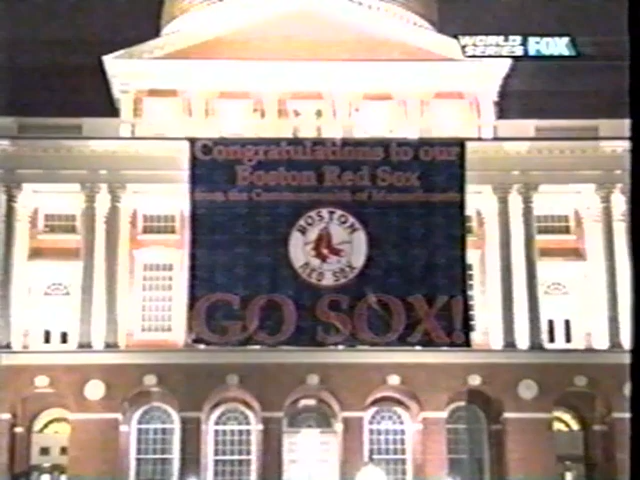 WORLD
SERIES FOX
Congratulations to our
Boston Red Sox
from the Commonwealth of Massachusetts
BOSTON
RED SOX
GO SOX!